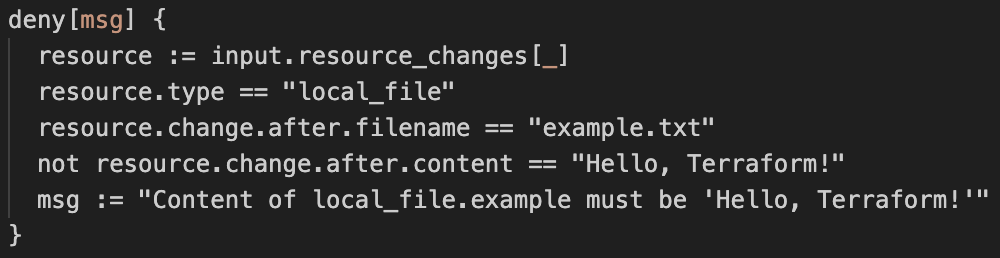 deny[msg] {
  resource := input.resource_changes[_]
  resource.type == "local_file"
  resource.change.after.filename == "example.txt"
  not resource.change.after.content == "Hello, Terraform!"
  msg := "Content of local_file.example must be 'Hello, Terraform!'"
}